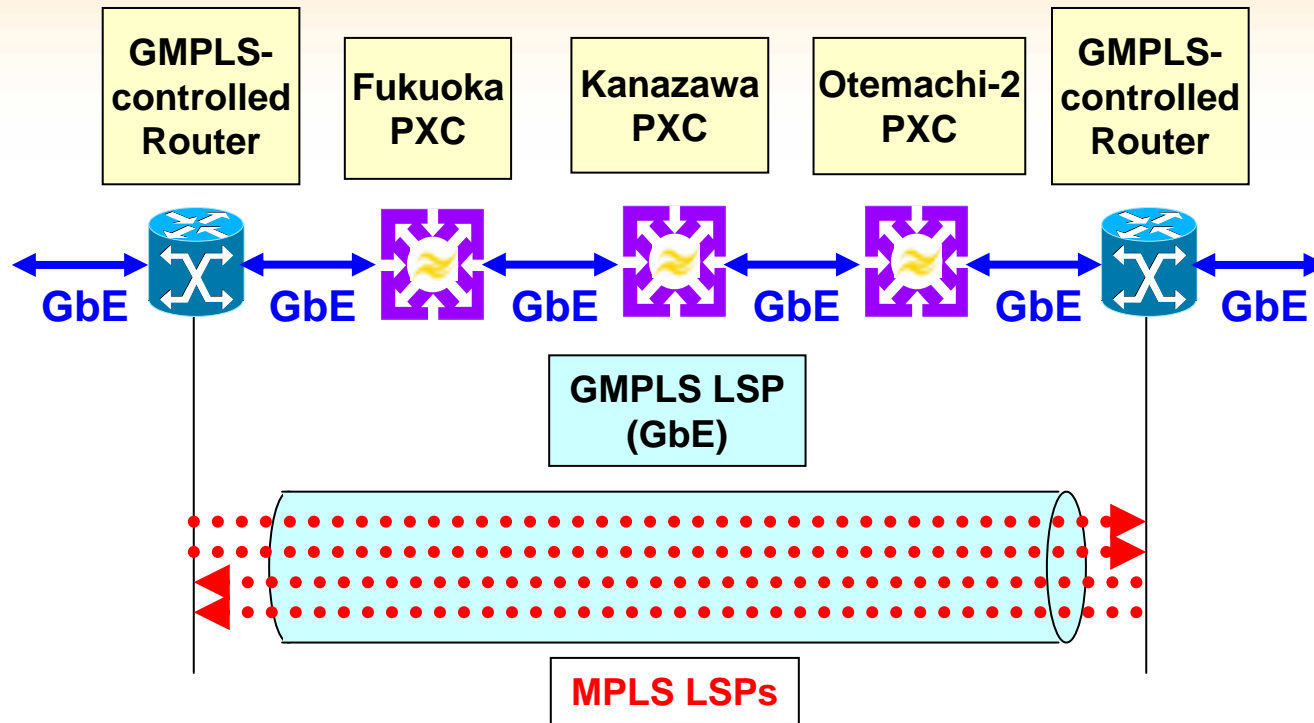 GMPLS-
controlled
Router
Fukuoka
PXC
Kanazawa
PXC
Otemachi-2
PXC
GMPLS-
controlled
Router
GbE
GbE
GbE
GbE
GbE
GbE
GMPLS LSP
(GbE)
MPLS LSPs